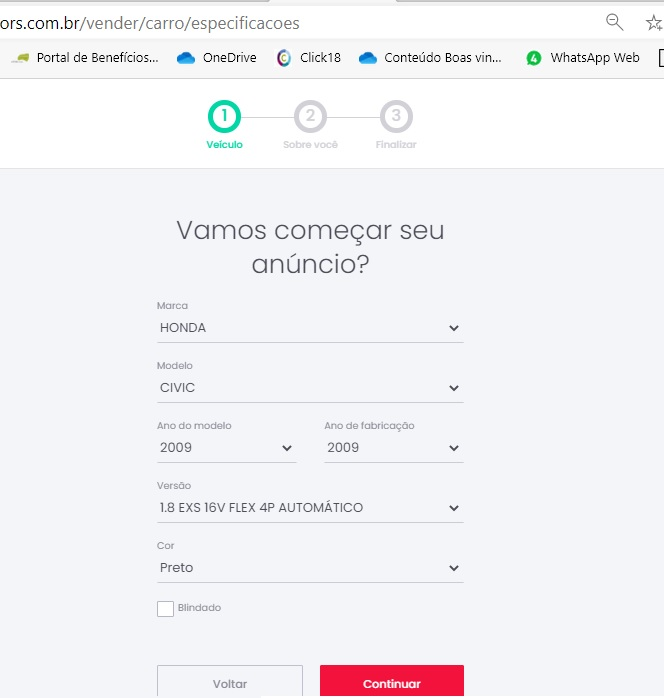 ors.com.br/vender/carro/especificacoes
Portal de Benefícios... OneDrive Click18 Conteúdo Boas vin... 4 WhatsApp Web
1 2 3
Veículo Sobre você Finalizar
Vamos começar seu
anúncio?
Marca
HONDA
Modelo
CIVIC
Ano do modelo Ano de fabricação
2009 2009
Versão
1.8 EXS 16V FLEX 4P AUTOMÁTICO
Cor
Preto
Blindado
Voltar Continuar